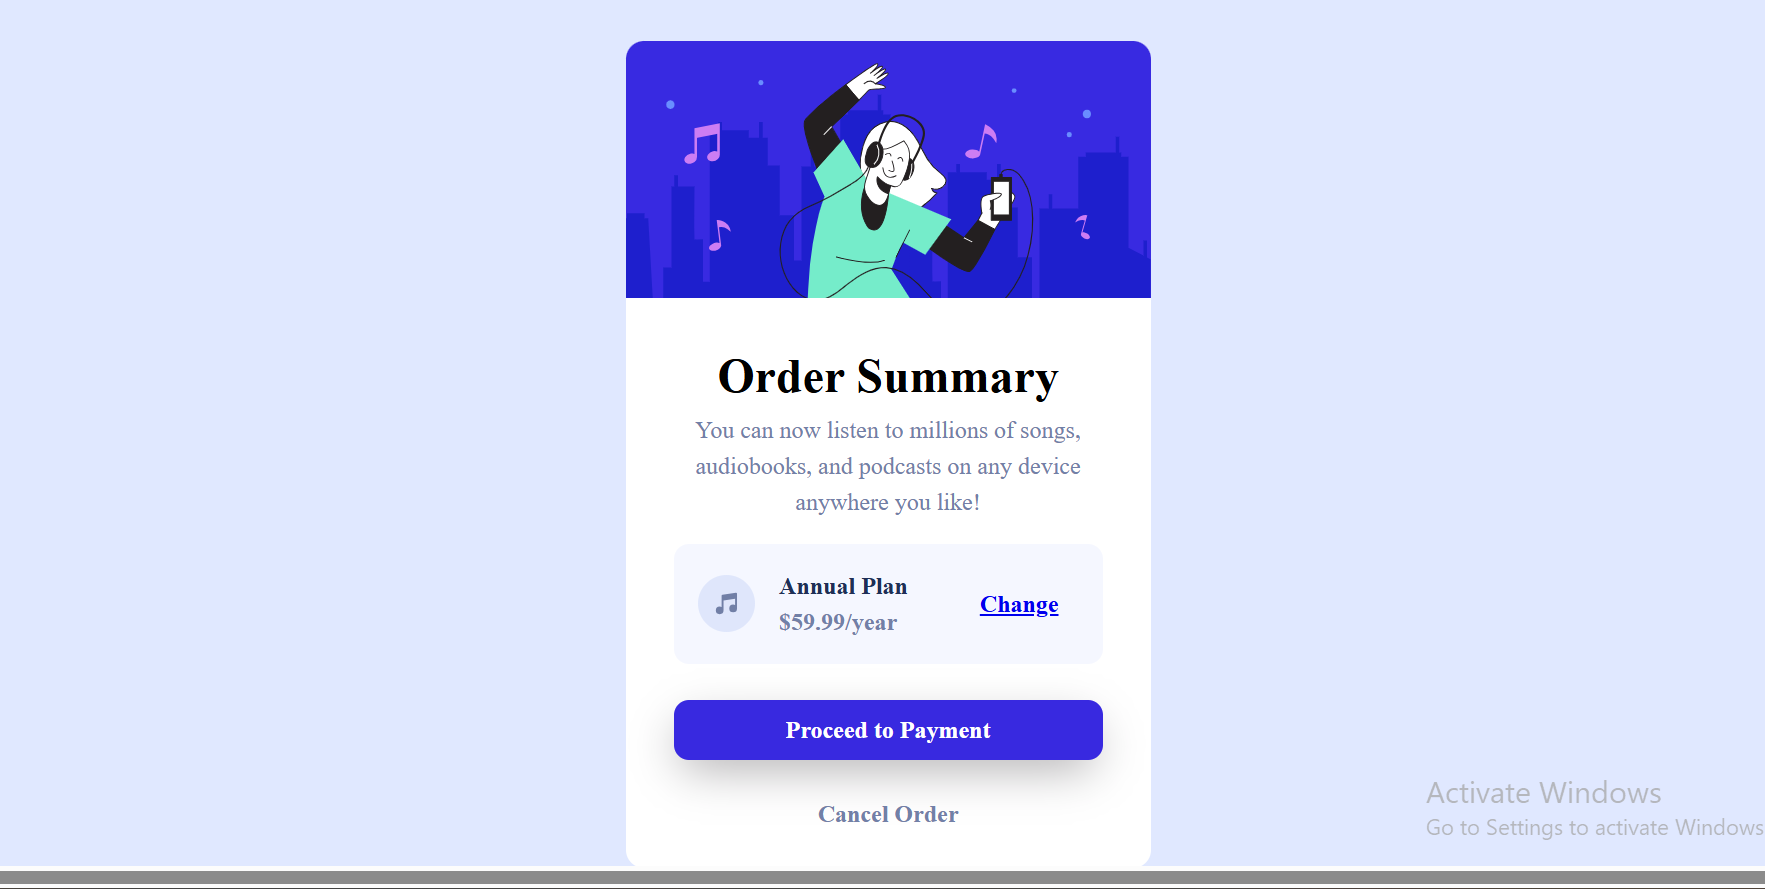 Order Summary
You can now listen to millions of songs,
audiobooks, and podcasts on any device
anywhere you like!
Annual Plan
$59.99/year
Change
Proceed to Payment
Cancel Order
Activate Windows
Go to Settings to activate Windows